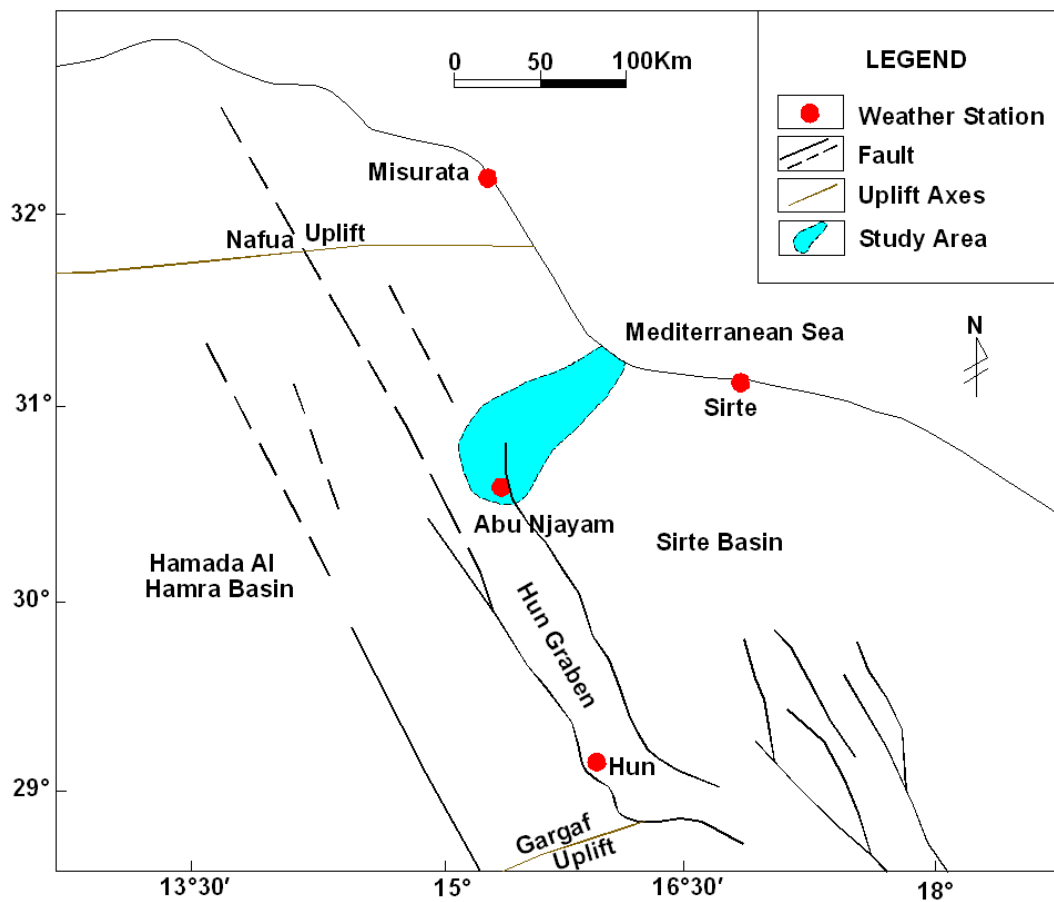 0 50 100Km
LEGEND
Weather Station
Fault
Uplift Axes
Study Area
Misurata
32°
Nafua Uplift
Mediterranean Sea
N
31°
Sirte
Abu Njayam
Sirte Basin
Hamada Al
Hamra Basin
30°
Hun Graben
29°
Hun
Gargaf
Uplift
13°30′ 15° 16°30′ 18°